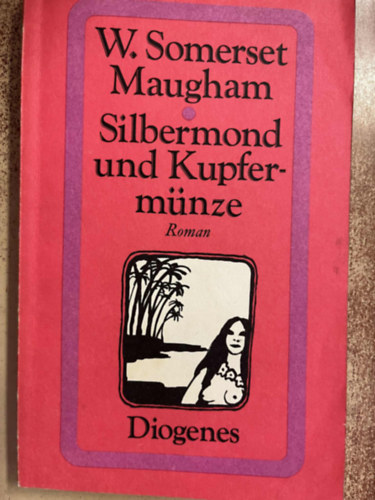 W. Somerset
Maugham
Silbermond
und Kupfer-
münze
Roman
Diogenes